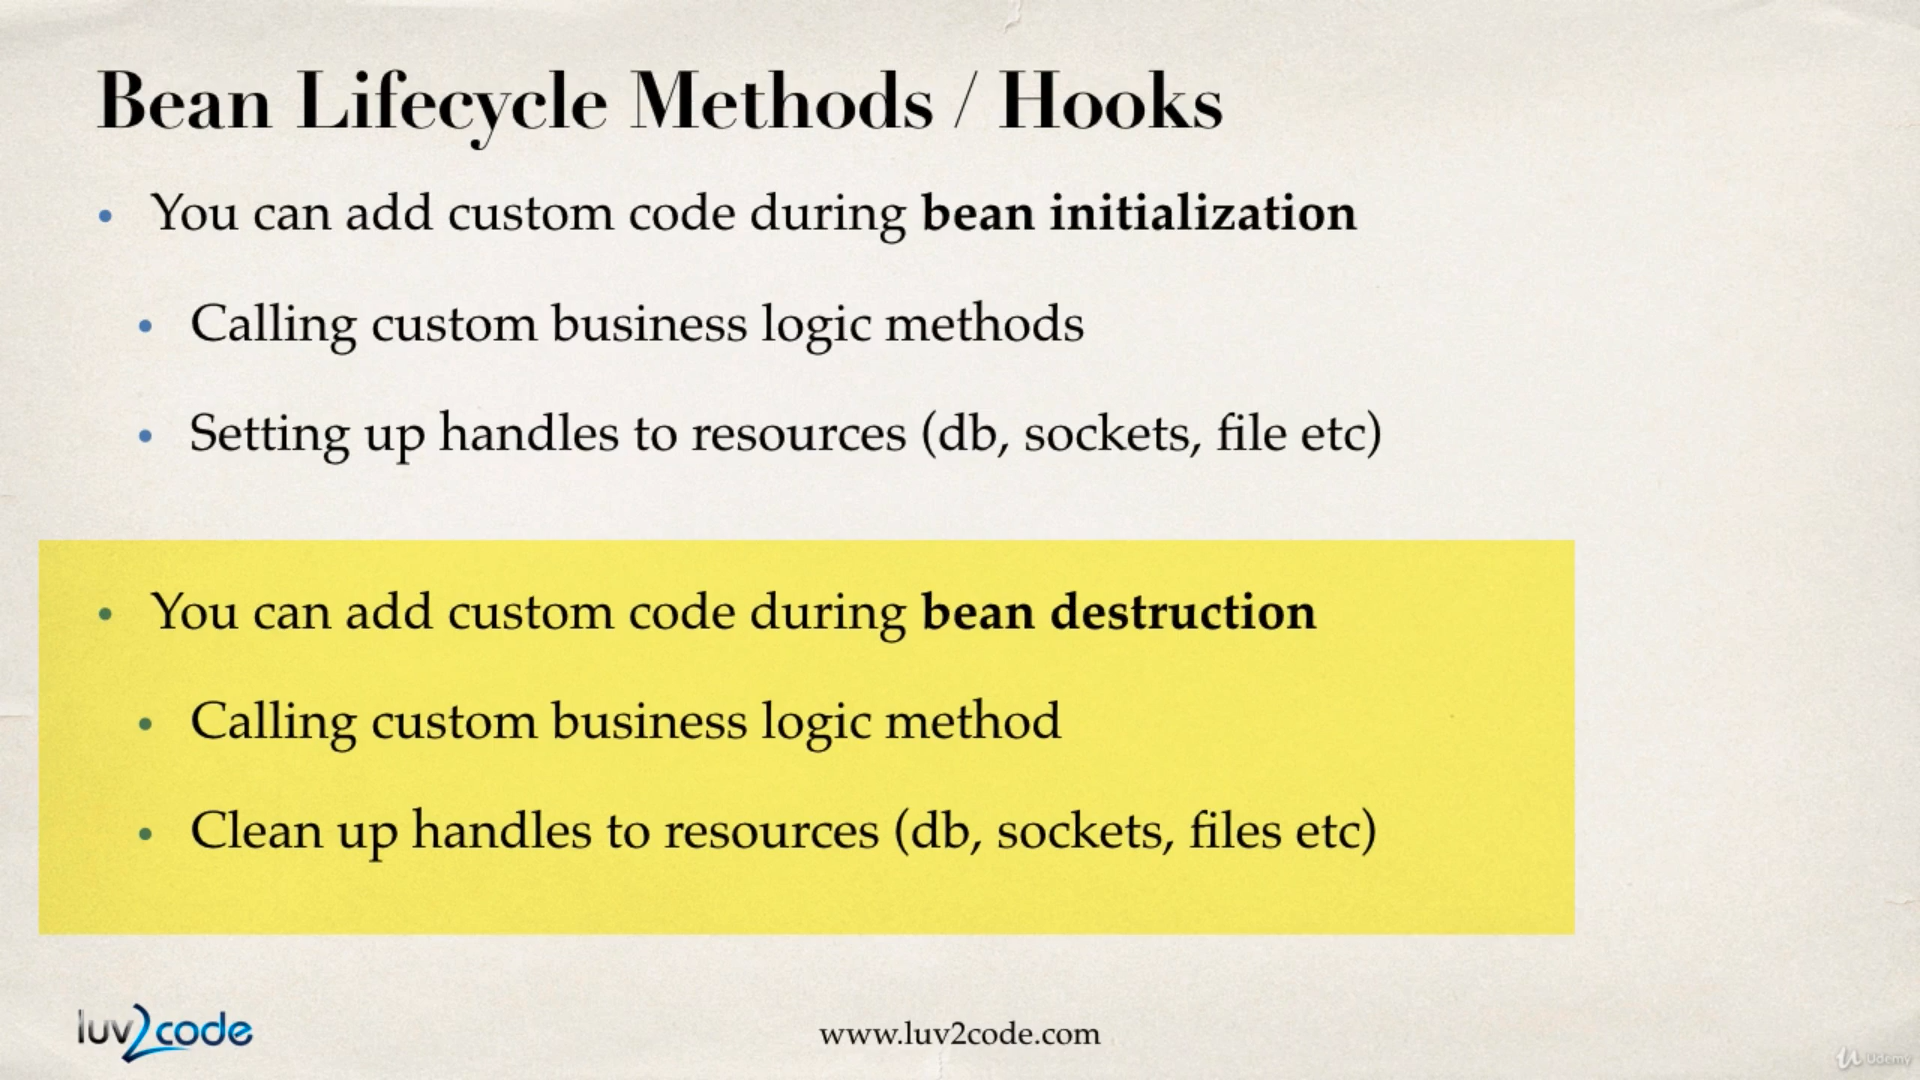 Bean Lifecycle Methods / Hooks
• You can add custom code during bean initialization
• Calling custom business logic methods
• Setting up handles to resources (db, sockets, file etc)
• You can add custom code during bean destruction
• Calling custom business logic method
• Clean up handles to resources (db, sockets, files etc)
luv2code
www.luv2code.com
Udemy